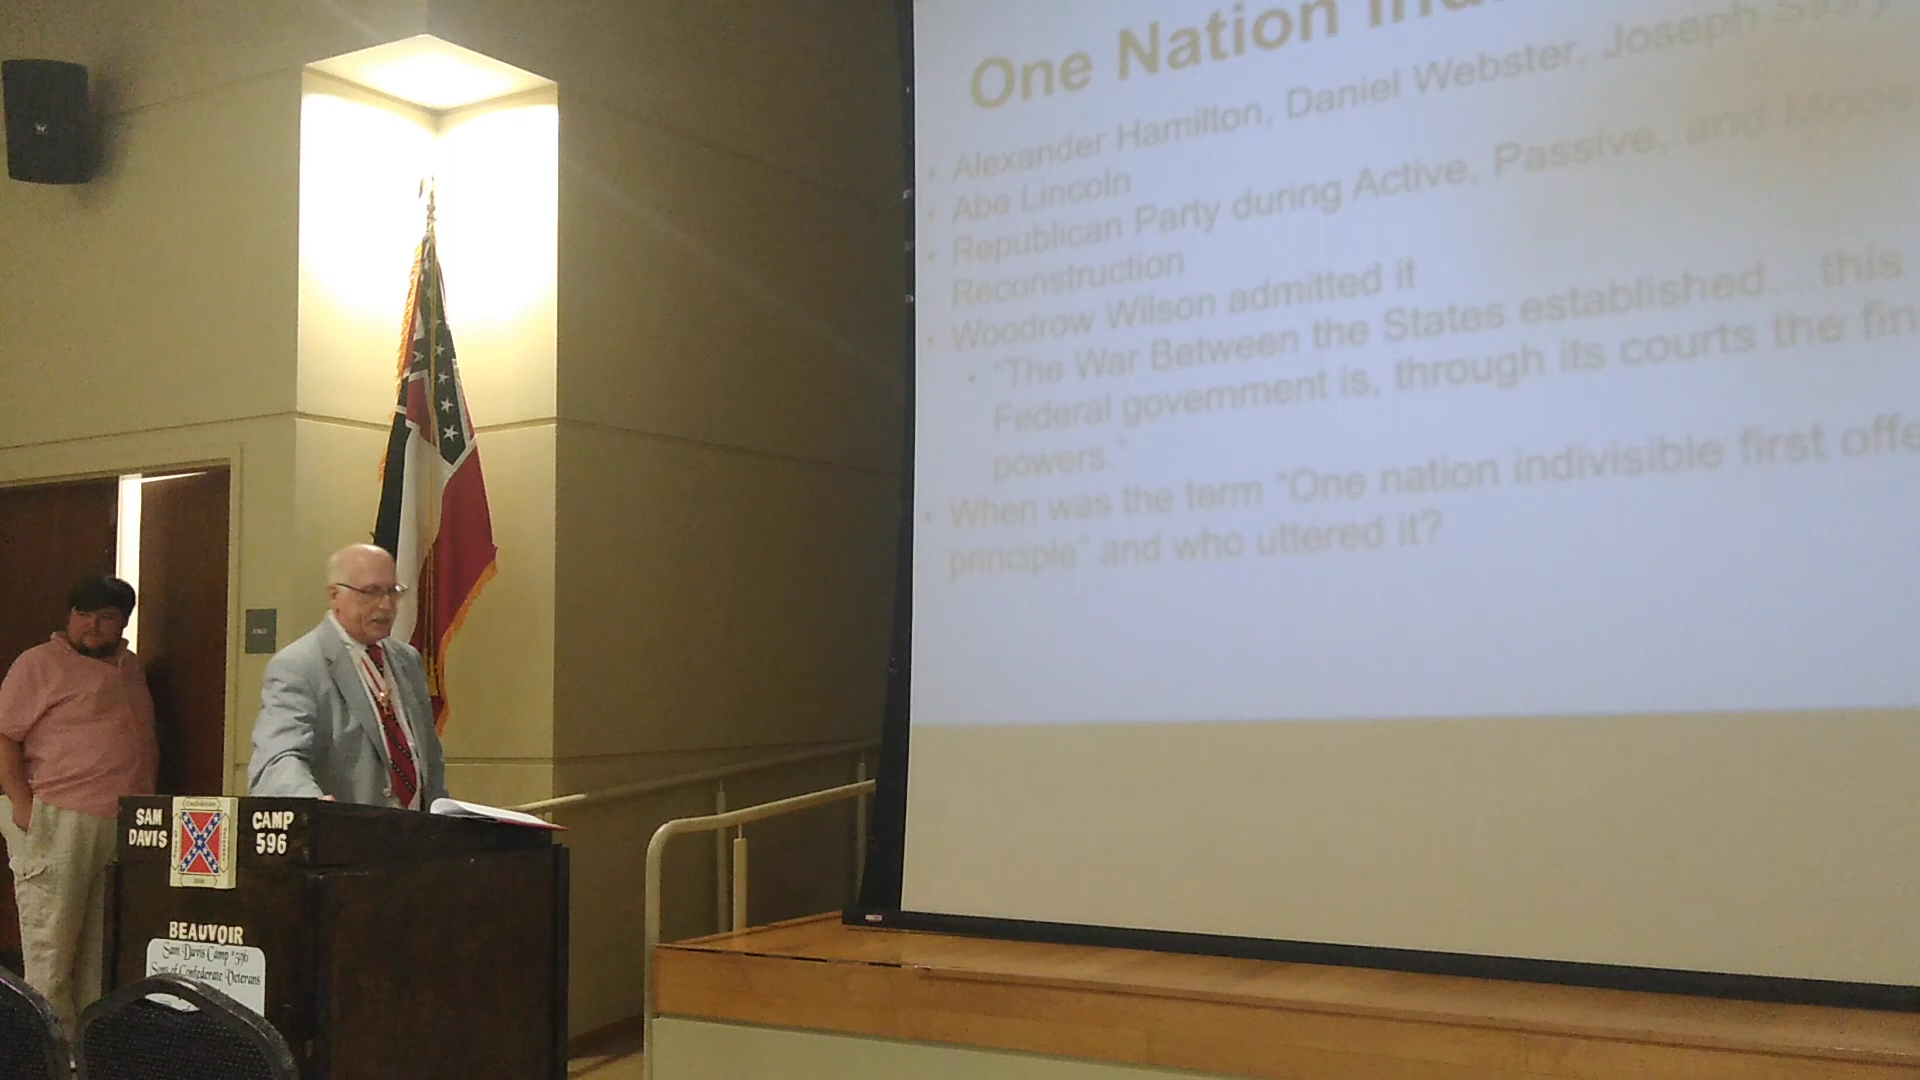 One Nation
• Alexander Hamilton, Daniel Webster, Joseph Story
• Abe Lincoln
• Republican Party during Active, Passive, and
Reconstruction
• Woodrow Wilson admitted it
• "The War Between the States established. this
Federal government is, through its courts the
powers."
• When was the term "One nation indivisible first
principle" and who uttered it?
SAM
DAVIS
CAMP
596
BEAUVOIR
Sam Davis Camp #596
Sons of Confederate Veterans